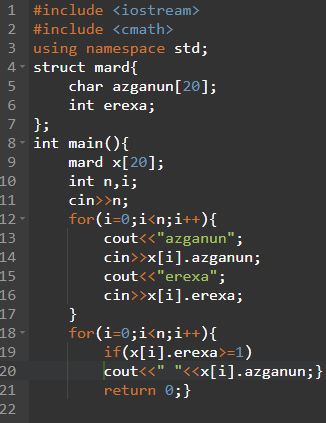 1 #include <iostream>
2 #include <cmath>
3 using namespace std;
4 struct mard{
5 char azganun[20];
6 int erexa;
7 };
8 int main(){
9 mard x[20];
10 int n,i;
11 cin>>n;
12 for(i=0;i<n;i++){
13 cout<<"azganun";
14 cin>>x[i].azganun;
15 cout<<"erexa";
16 cin>>x[i].erexa;
17 }
18 for(i=0;i<n;i++){
19 if(x[i].erexa>=1)
20 cout<<" "<<x[i].azganun;}
21 return 0;}
22